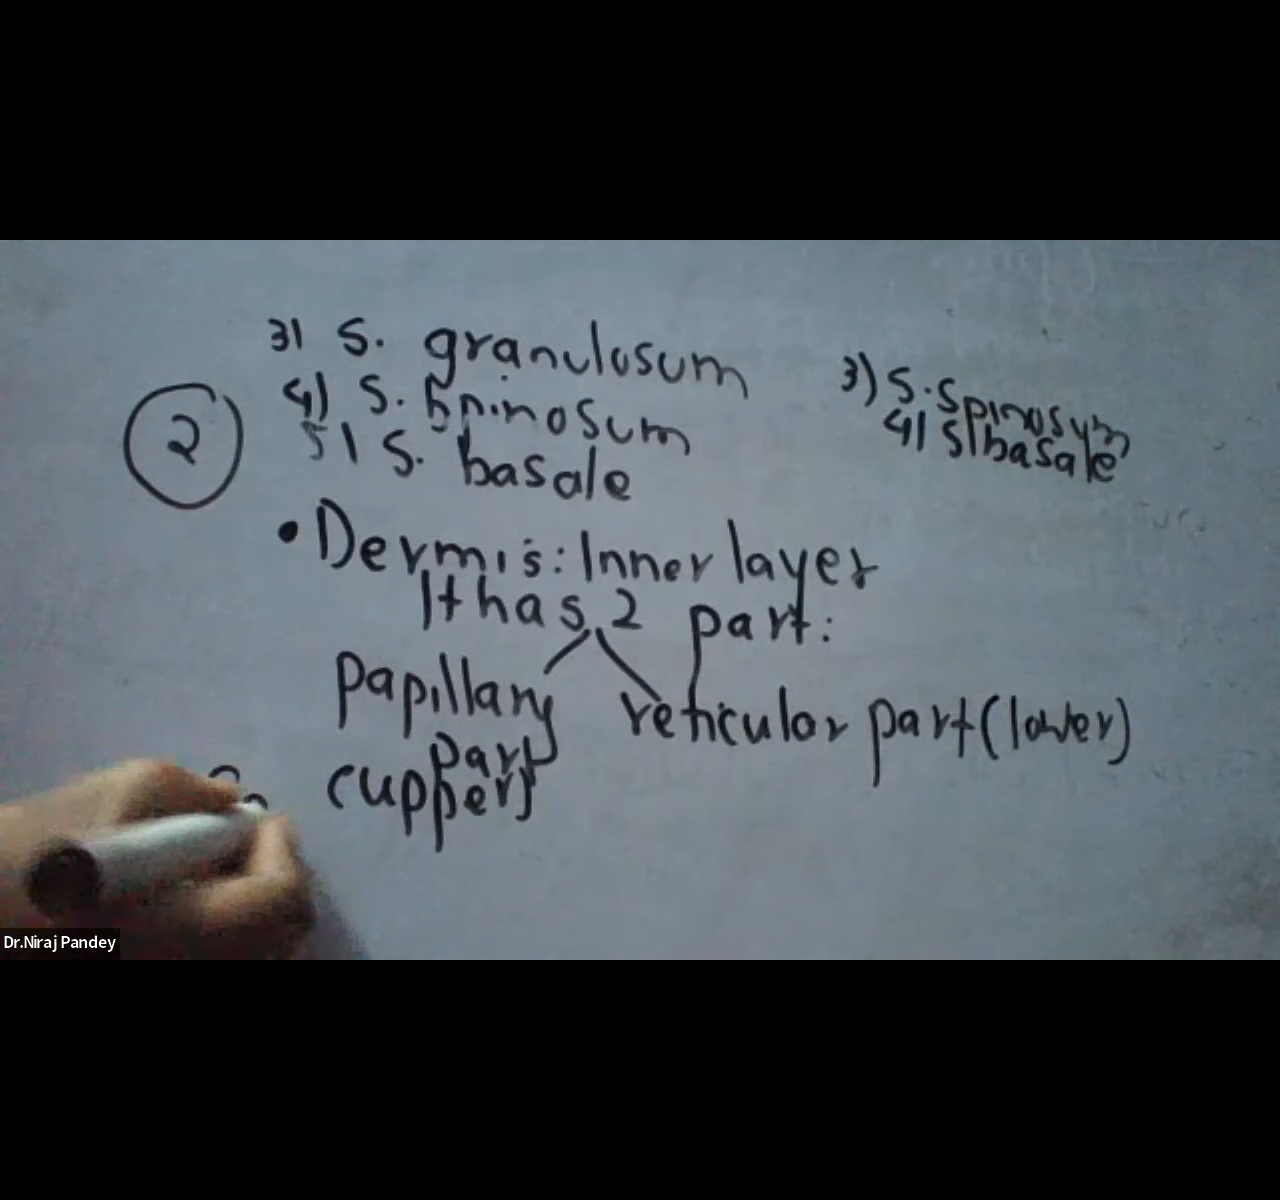 3) S. granulosum
4) S. spinosum
5) S. basale
3) S. Spinosum
4) S. basale
2
• Dermis: Inner layer
It has 2 part:
Papillary part (upper)
reticular part (lower)
Dr.Niraj Pandey